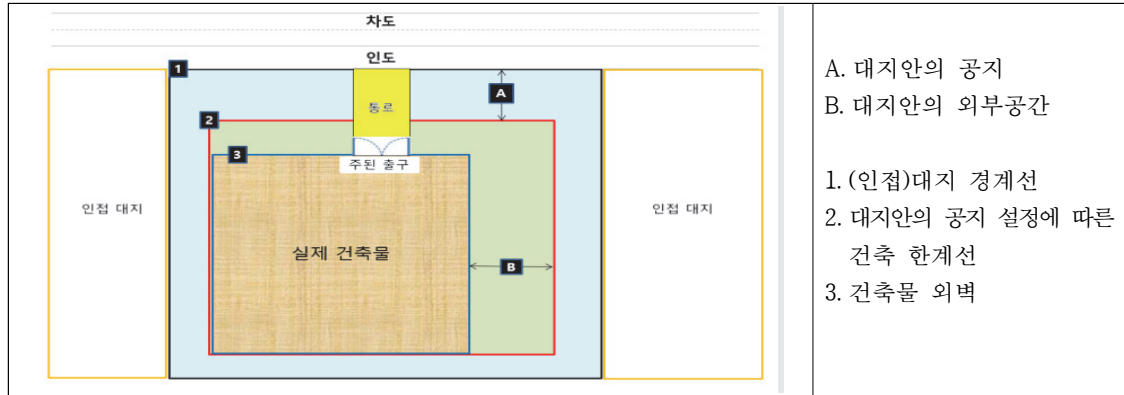 차도
인도
1
A
통로
2
3
주된 출구
인접 대지
인접 대지
실제 건축물
B
A. 대지안의 공지
B. 대지안의 외부공간
1. (인접)대지 경계선
2. 대지안의 공지 설정에 따른
건축 한계선
3. 건축물 외벽